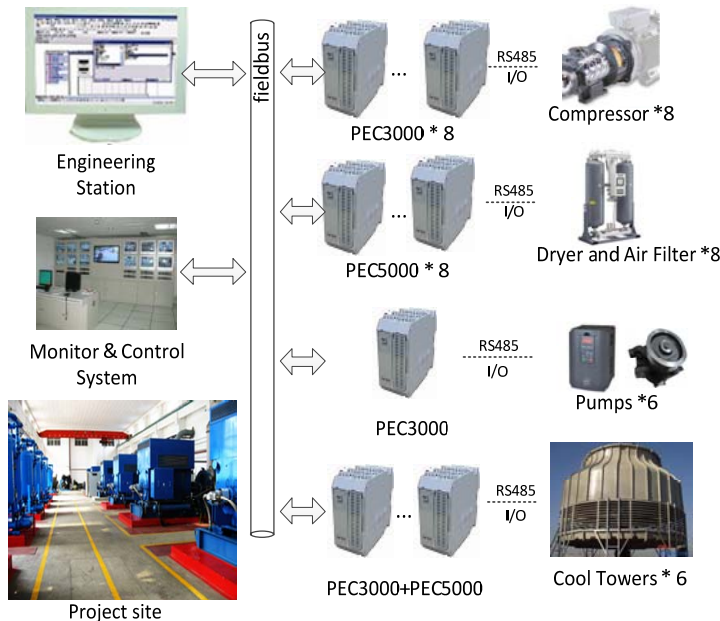 fieldbus
Engineering
Station
Monitor & Control
System
Project site
PEC3000 * 8
RS485
I/O
Compressor *8
PEC5000 * 8
RS485
I/O
Dryer and Air Filter *8
PEC3000
RS485
I/O
Pumps *6
PEC3000+PEC5000
RS485
I/O
Cool Towers * 6
...
...
...